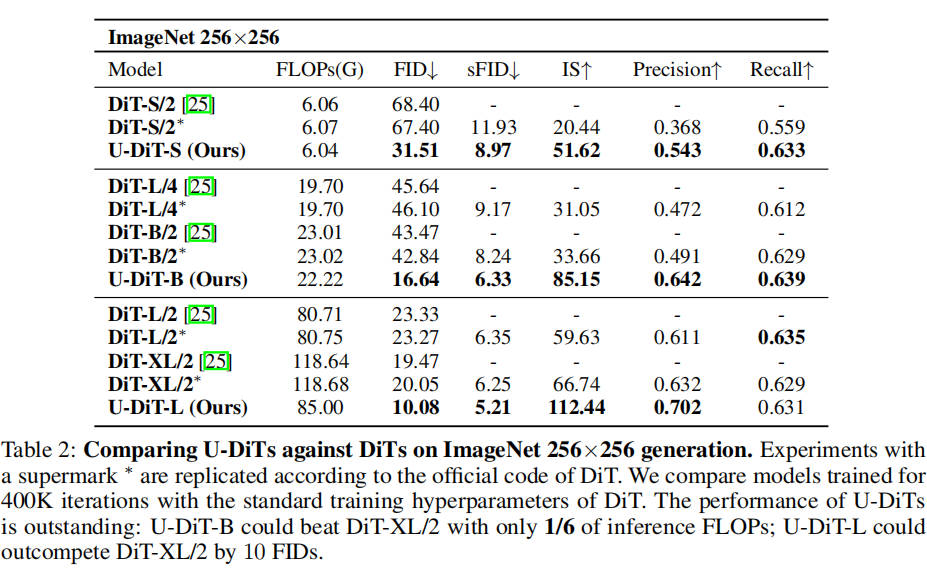 ImageNet 256×256
Model FLOPs(G) FID↓ sFID↓ IS↑ Precision↑ Recall↑
DiT-S/2 [25] 6.06 68.40 - - - -
DiT-S/2* 6.07 67.40 11.93 20.44 0.368 0.559
U-DiT-S (Ours) 6.04 31.51 8.97 51.62 0.543 0.633
DiT-L/4 [25] 19.70 45.64 - - - -
DiT-L/4* 19.70 46.10 9.17 31.05 0.472 0.612
DiT-B/2 [25] 23.01 43.47 - - - -
DiT-B/2* 23.02 42.84 8.24 33.66 0.491 0.629
U-DiT-B (Ours) 22.22 16.64 6.33 85.15 0.642 0.639
DiT-L/2 [25] 80.71 23.33 - - - -
DiT-L/2* 80.75 23.27 6.35 59.63 0.611 0.635
DiT-XL/2 [25] 118.64 19.47 - - - -
DiT-XL/2* 118.68 20.05 6.25 66.74 0.632 0.629
U-DiT-L (Ours) 85.00 10.08 5.21 112.44 0.702 0.631
Table 2: Comparing U-DiTs against DiTs on ImageNet 256×256 generation. Experiments with
a supermark * are replicated according to the official code of DiT. We compare models trained for
400K iterations with the standard training hyperparameters of DiT. The performance of U-DiTs
is outstanding: U-DiT-B could beat DiT-XL/2 with only 1/6 of inference FLOPs; U-DiT-L could
outcompete DiT-XL/2 by 10 FIDs.